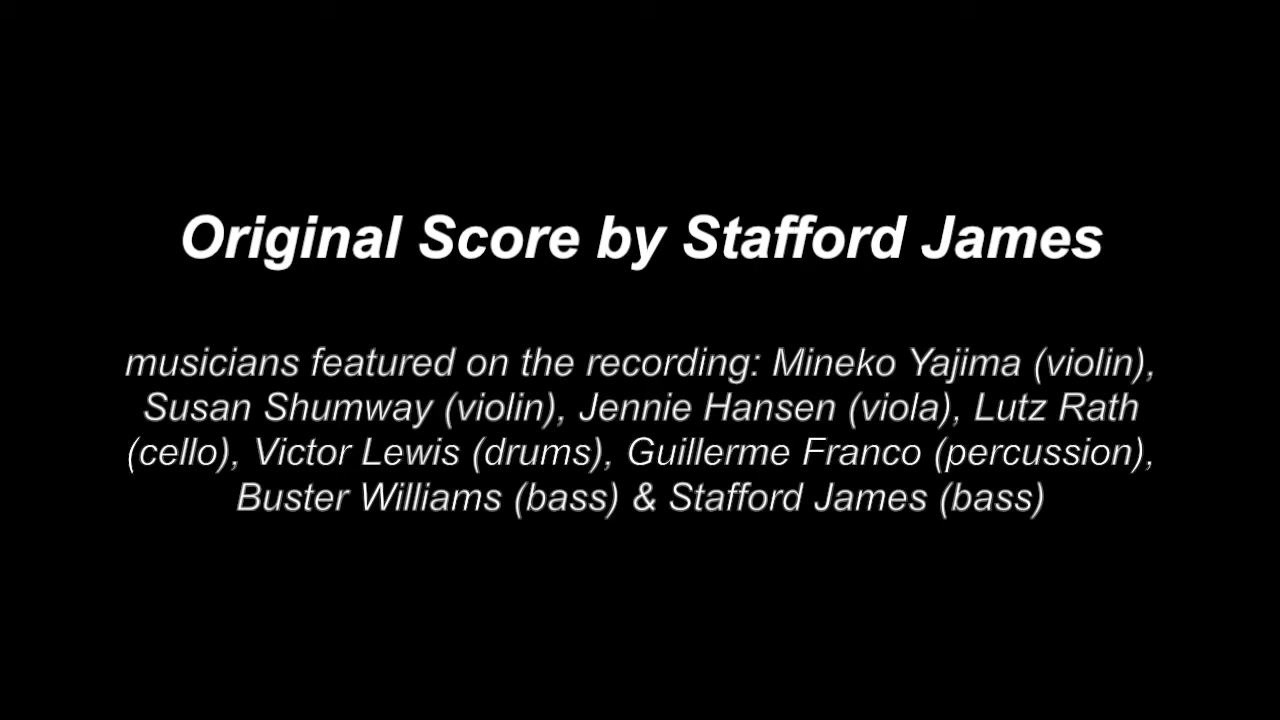 Original Score by Stafford James
musicians featured on the recording: Mineko Yajima (violin),
Susan Shumway (violin), Jennie Hansen (viola), Lutz Rath
(cello), Victor Lewis (drums), Guillerme Franco (percussion),
Buster Williams (bass) & Stafford James (bass)